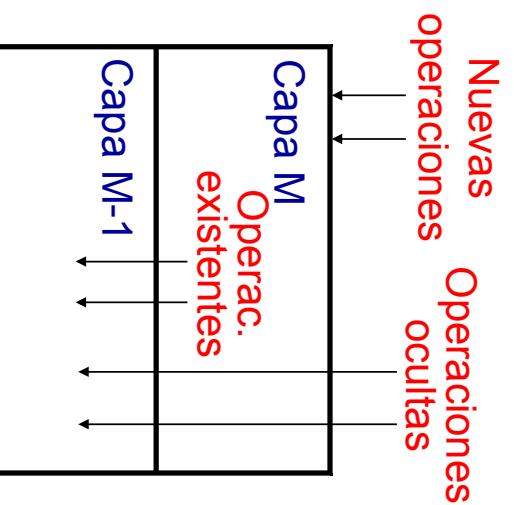 Nuevas
operaciones
Operaciones
ocultas
Capa M
Operac.
existentes
Capa M-1